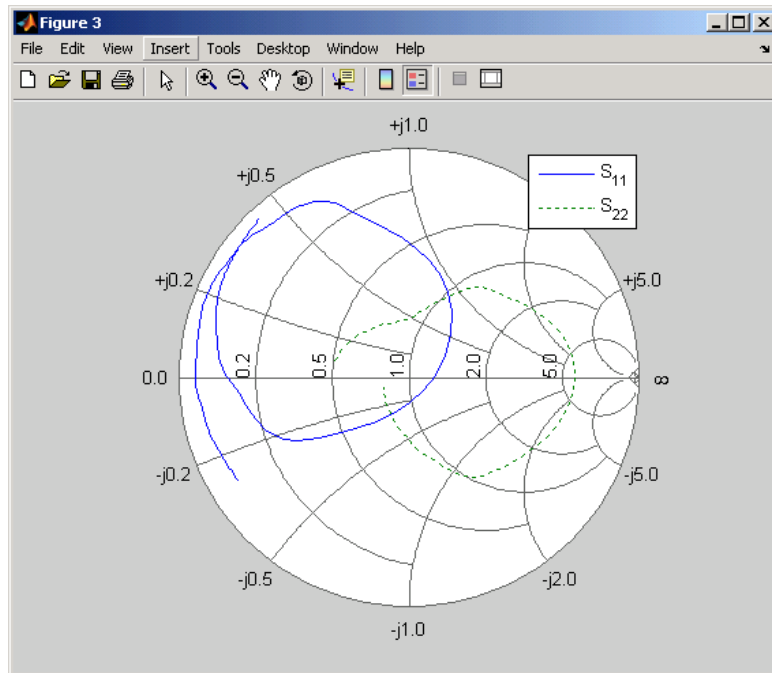 Figure 3
File Edit View Insert Tools Desktop Window Help
+j1.0
S11
S22
+j0.5
+j0.2
+j5.0
0.0
0.2
0.5
1.0
2.0
5.0
∞
-j0.2
-j5.0
-j0.5
-j2.0
-j1.0